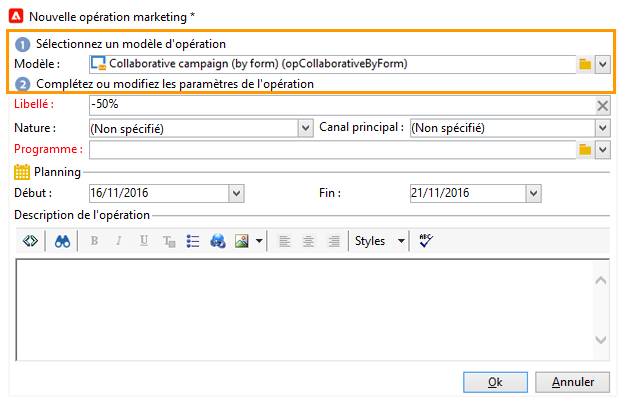 Nouvelle opération marketing *
1 Sélectionnez un modèle d'opération
Modèle : Collaborative campaign (by form) (opCollaborativeByForm)
2 Complétez ou modifiez les paramètres de l'opération
Libellé : -50%
Nature : (Non spécifié) Canal principal : (Non spécifié)
Programme :
Planning
Début : 16/11/2016 Fin : 21/11/2016
Description de l'opération
B I U T Styles ABC
Ok Annuler